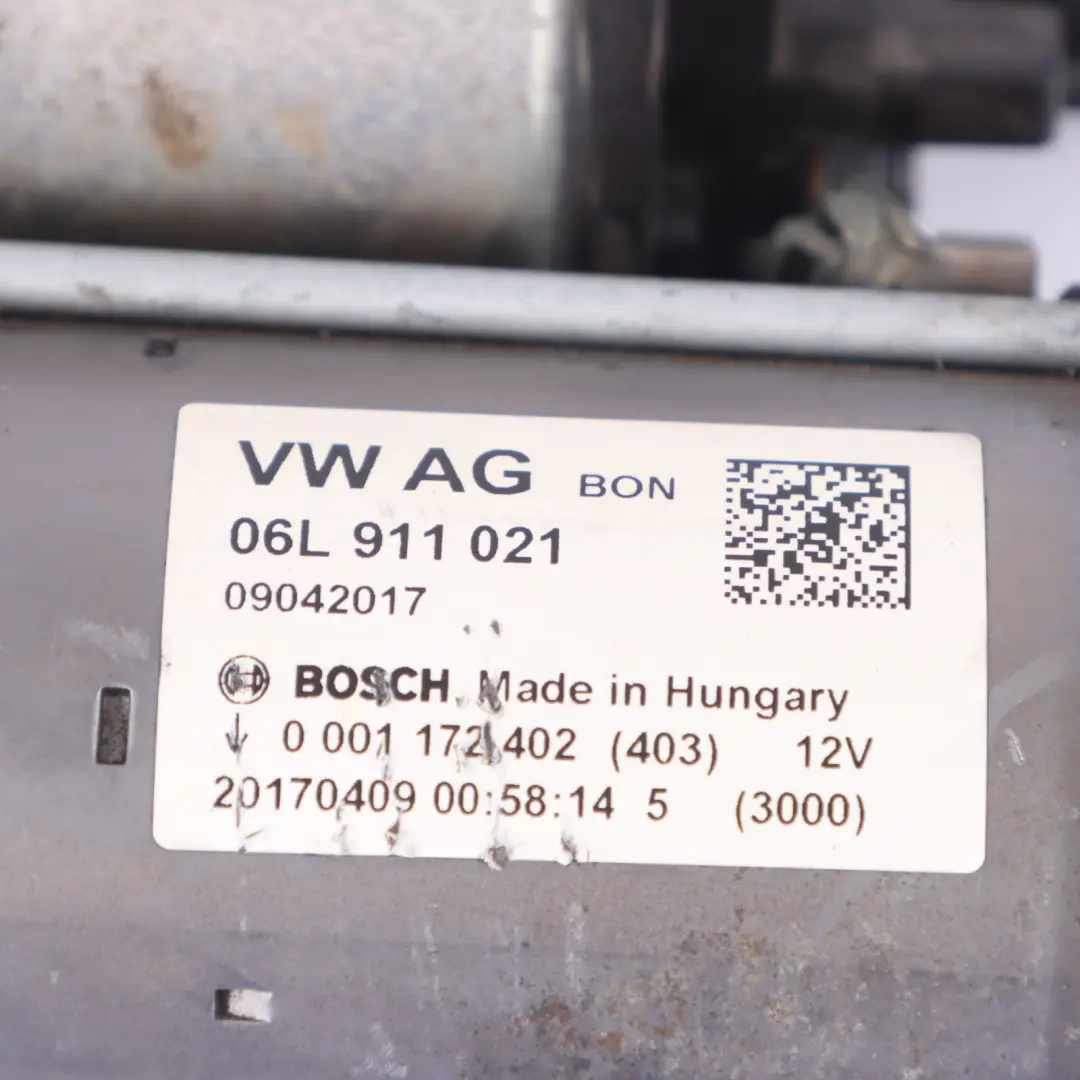 VW AG BON
06L 911 021
09042017
BOSCH Made in Hungary
0 001 172 402 (403) 12V
20170409 00:58:14 5 (3000)